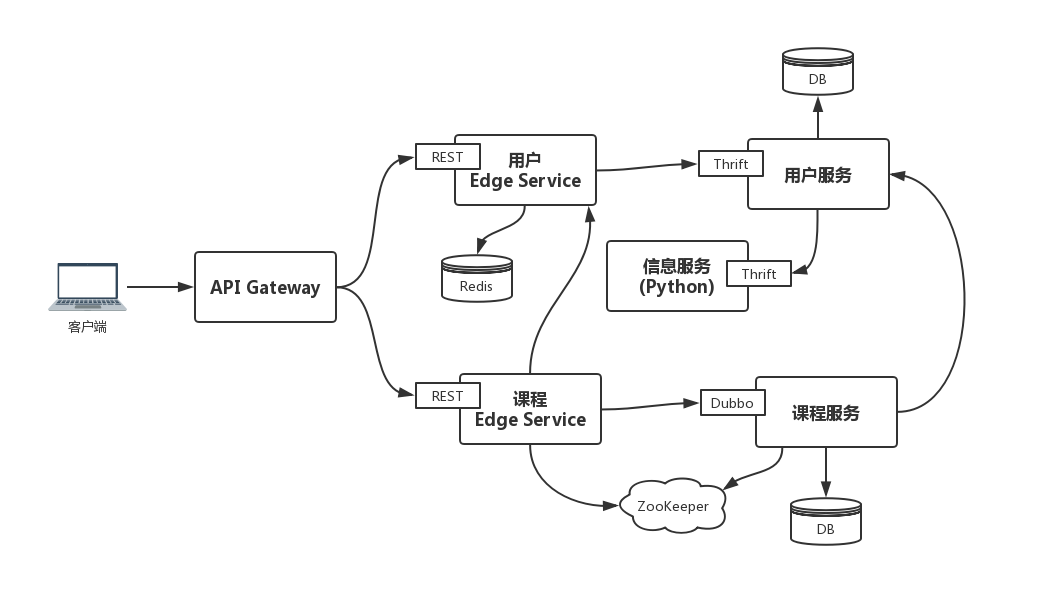 DB
REST
用户
Edge Service
Thrift
用户服务
信息服务
(Python)
Thrift
Redis
API Gateway
客户端
REST
课程
Edge Service
Dubbo
课程服务
ZooKeeper
DB